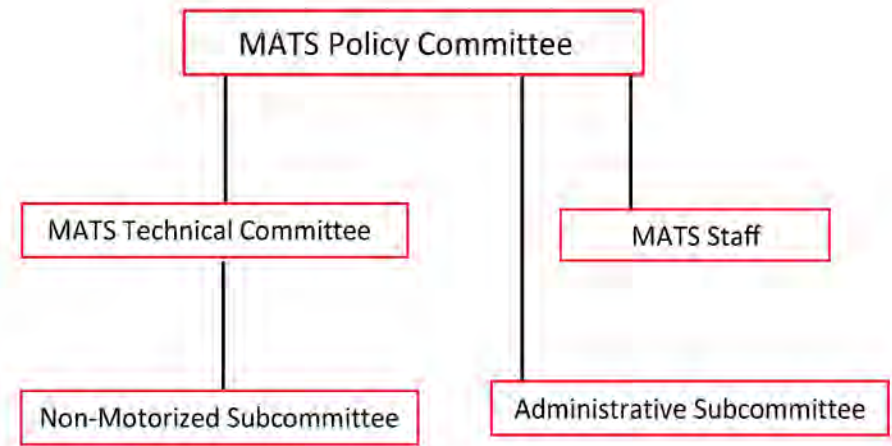 MATS Policy Committee
MATS Technical Committee
MATS Staff
Non-Motorized Subcommittee
Administrative Subcommittee